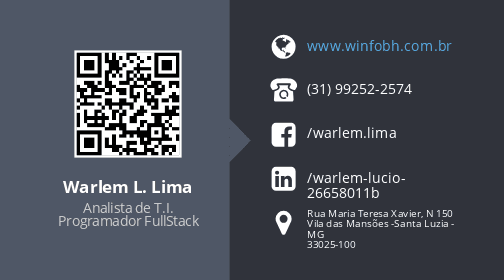 Warlem L. Lima
Analista de T.I.
Programador FullStack
www.winfobh.com.br
(31) 99252-2574
/warlem.lima
/warlem-lucio-
26658011b
Rua Maria Teresa Xavier, N 150
Vila das Mansões -Santa Luzia -
MG
33025-100